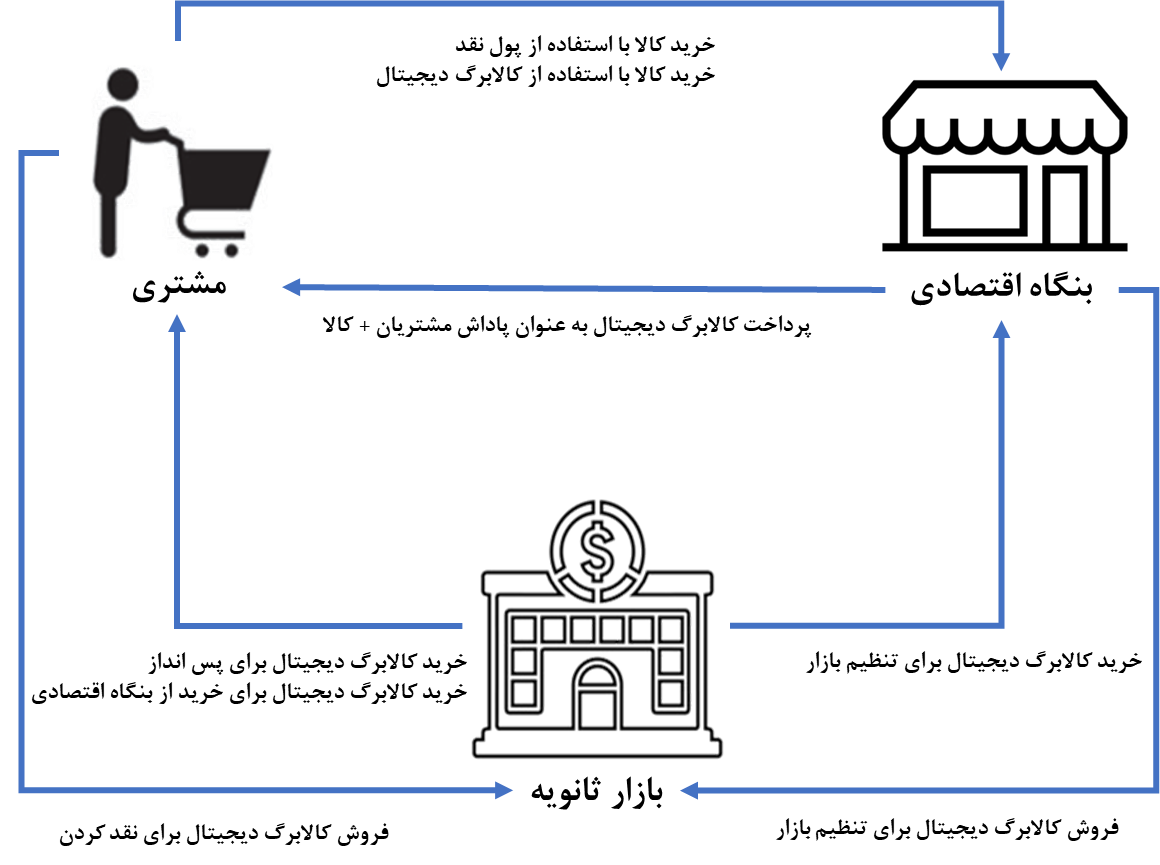 خرید کالا با استفاده از پول نقد
خرید کالا با استفاده از کالابرگ دیجیتال
بنگاه اقتصادی
مشتری
پرداخت کالابرگ دیجیتال به عنوان پاداش مشتریان + کالا
$
خرید کالابرگ دیجیتال برای تنظیم بازار
خرید کالابرگ دیجیتال برای پس انداز
خرید کالابرگ دیجیتال برای خرید از بنگاه اقتصادی
بازار ثانویه
فروش کالابرگ دیجیتال برای تنظیم بازار
فروش کالابرگ دیجیتال برای نقد کردن